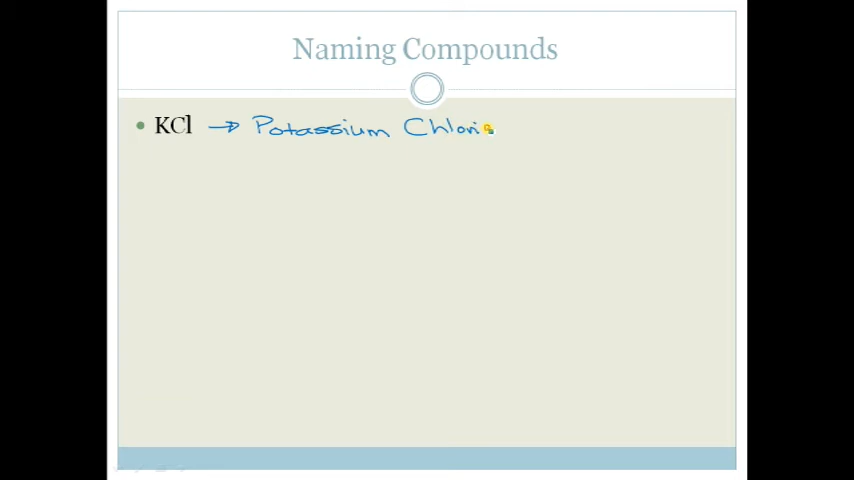 Naming Compounds
• KCl → Potassium Chlori